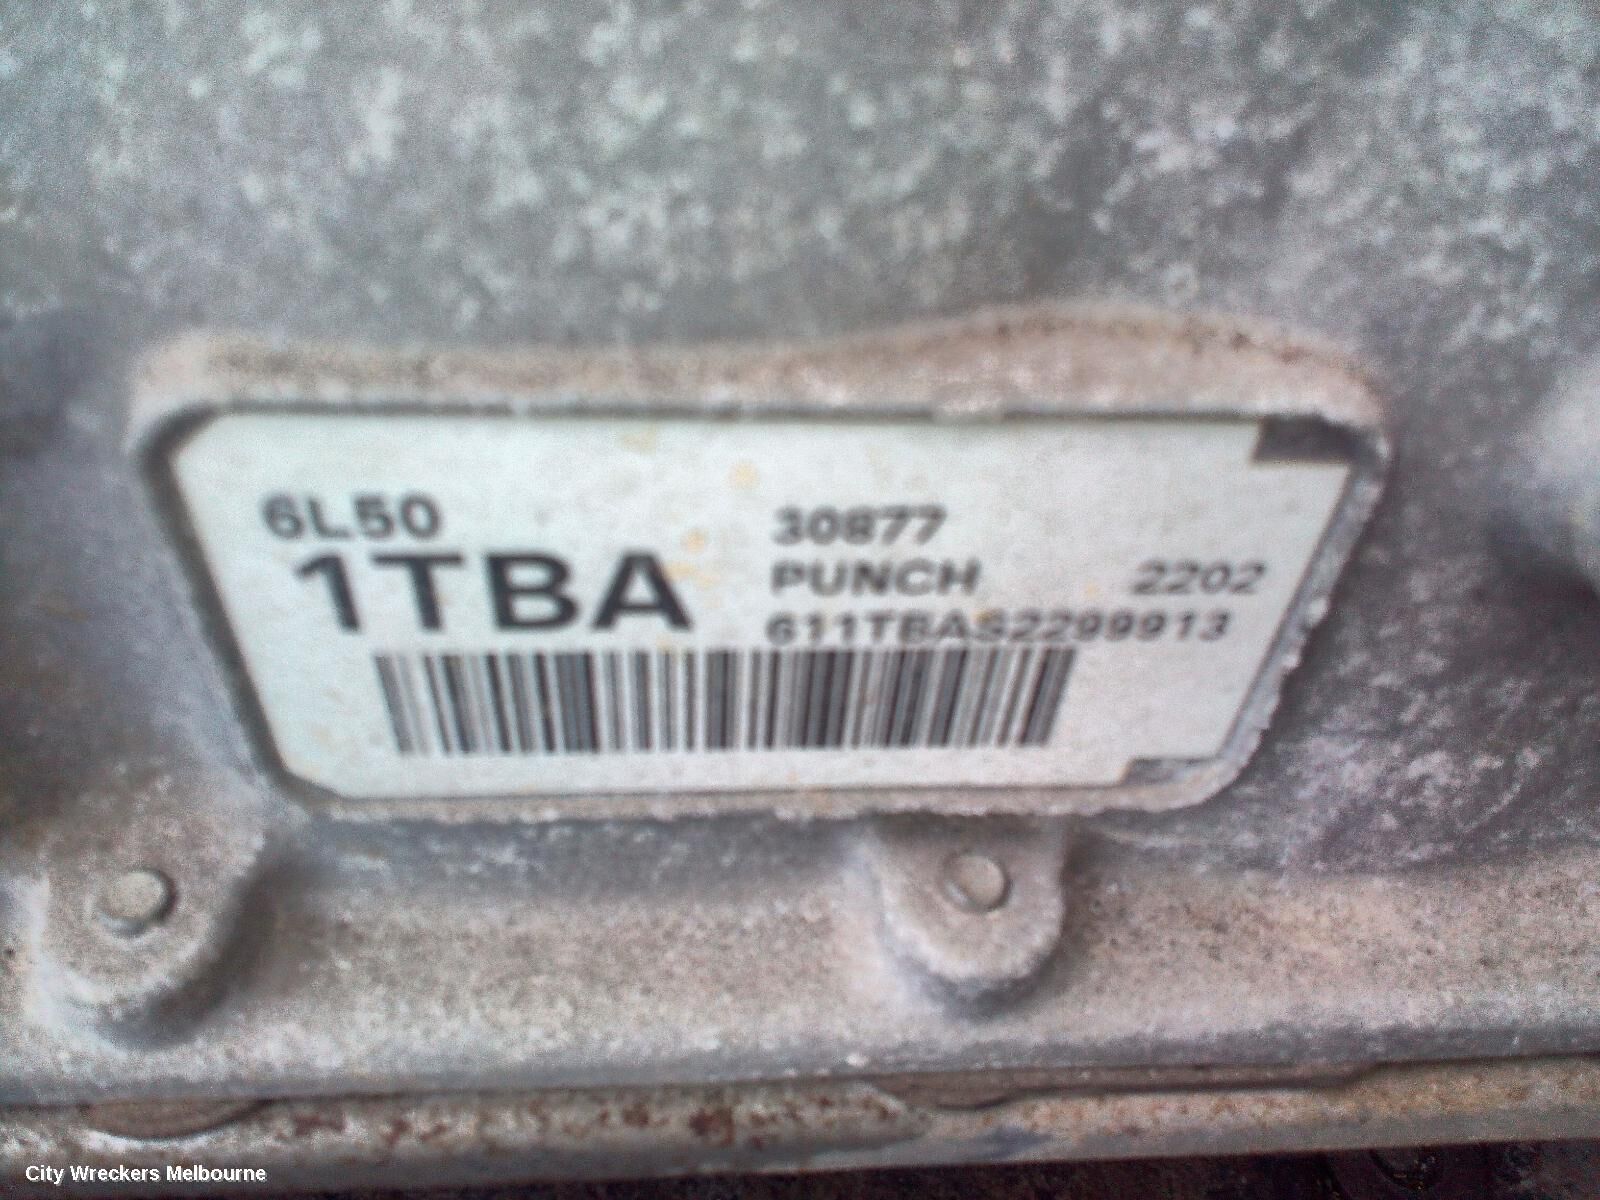 6L50
1TBA
30877
PUNCH 2202
611TBAS2299913
City Wreckers Melbourne